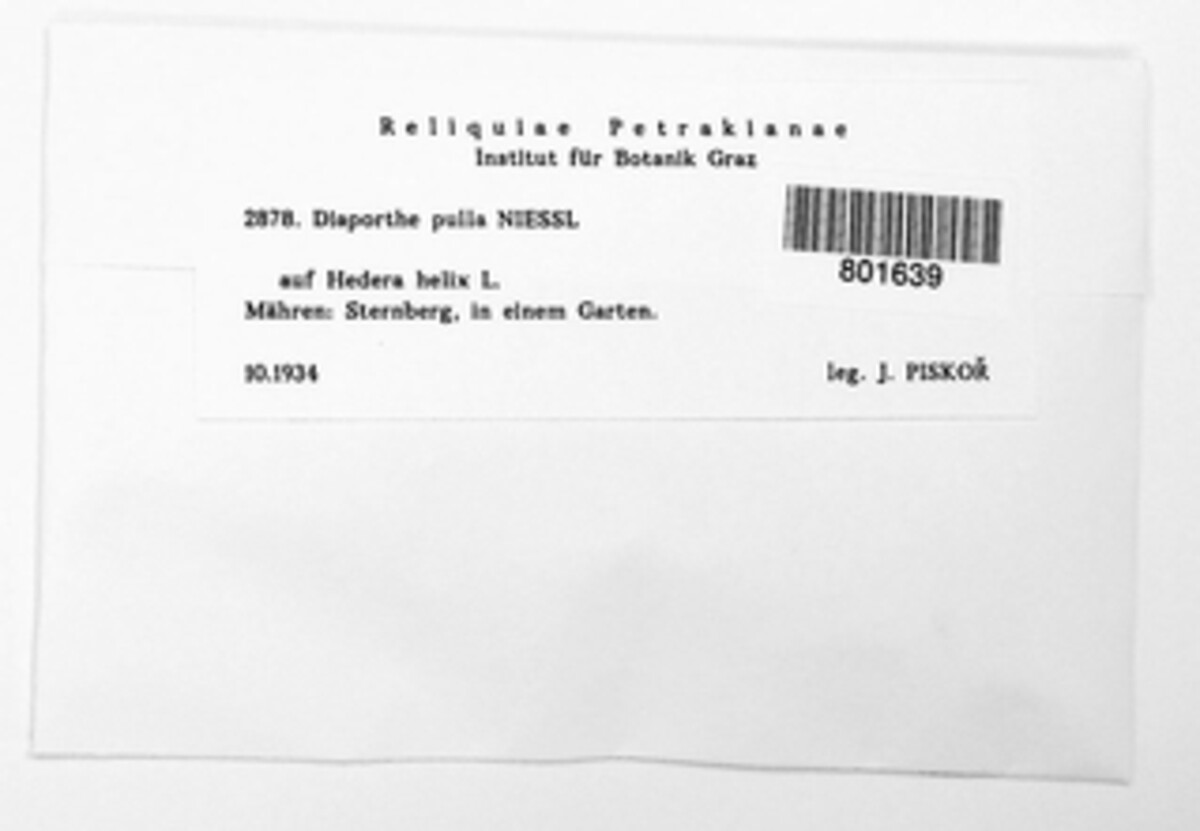 Reliquiae Petrakianae
Institut für Botanik Graz
2878. Diaporthe pulla NIESSL
801639
auf Hedera helix L.
Mähren: Sternberg, in einem Garten.
10.1934
leg. J. PISKOŘ